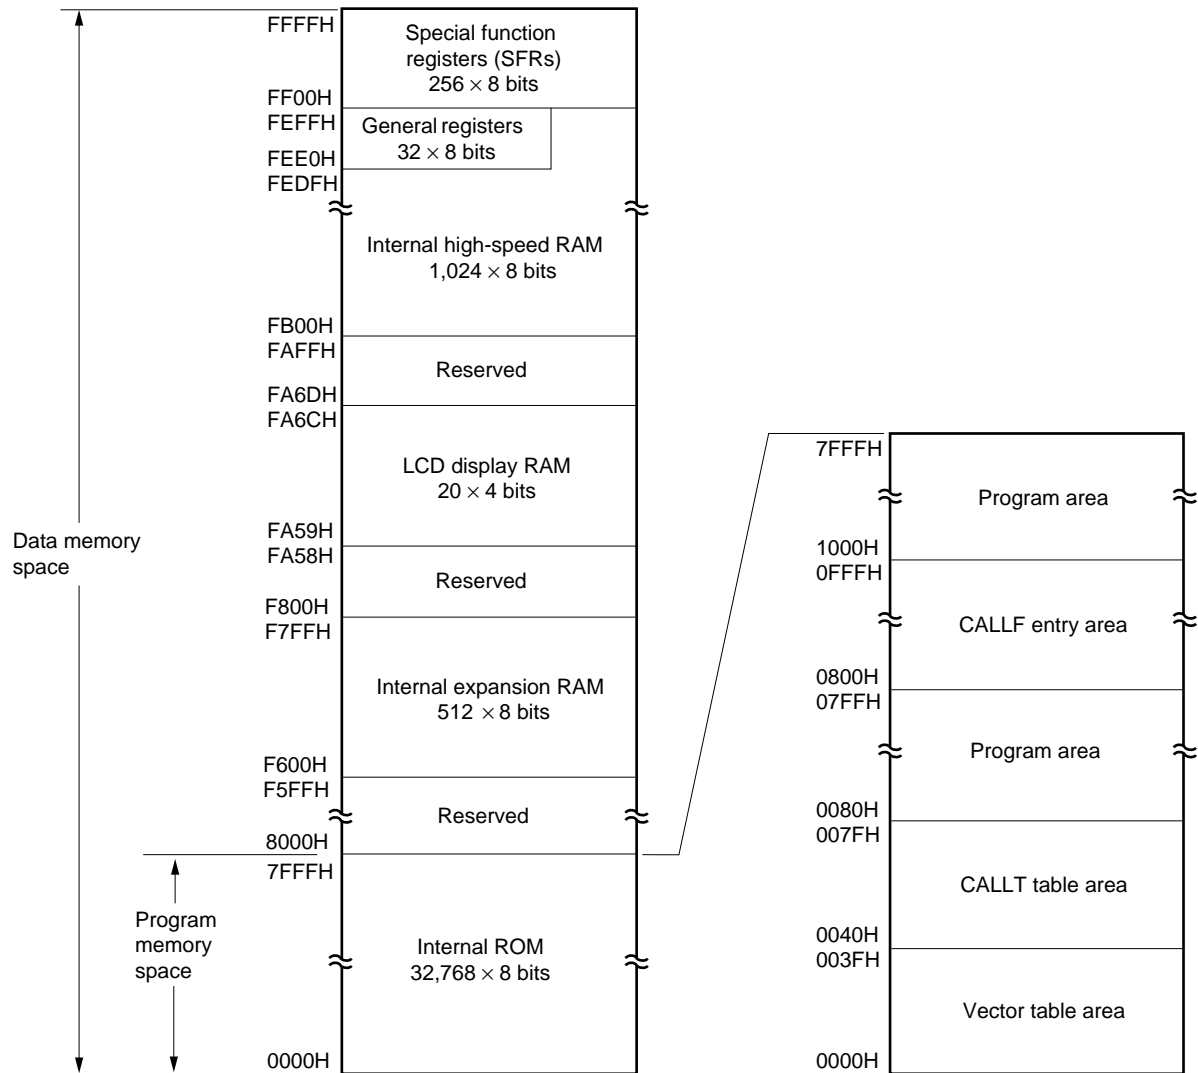 FFFFH
Special function
registers (SFRs)
256 × 8 bits
FF00H
FEFFH
General registers
32 × 8 bits
FEE0H
FEDFH
Internal high-speed RAM
1,024 × 8 bits
FB00H
FAFFH
Reserved
FA6DH
FA6CH
LCD display RAM
20 × 4 bits
FA59H
FA58H
Reserved
F800H
F7FFH
Internal expansion RAM
512 × 8 bits
F600H
F5FFH
Reserved
8000H
7FFFH
Internal ROM
32,768 × 8 bits
0000H
Data memory
space
Program
memory
space
7FFFH
Program area
1000H
0FFFH
CALLF entry area
0800H
07FFH
Program area
0080H
007FH
CALLT table area
0040H
003FH
Vector table area
0000H